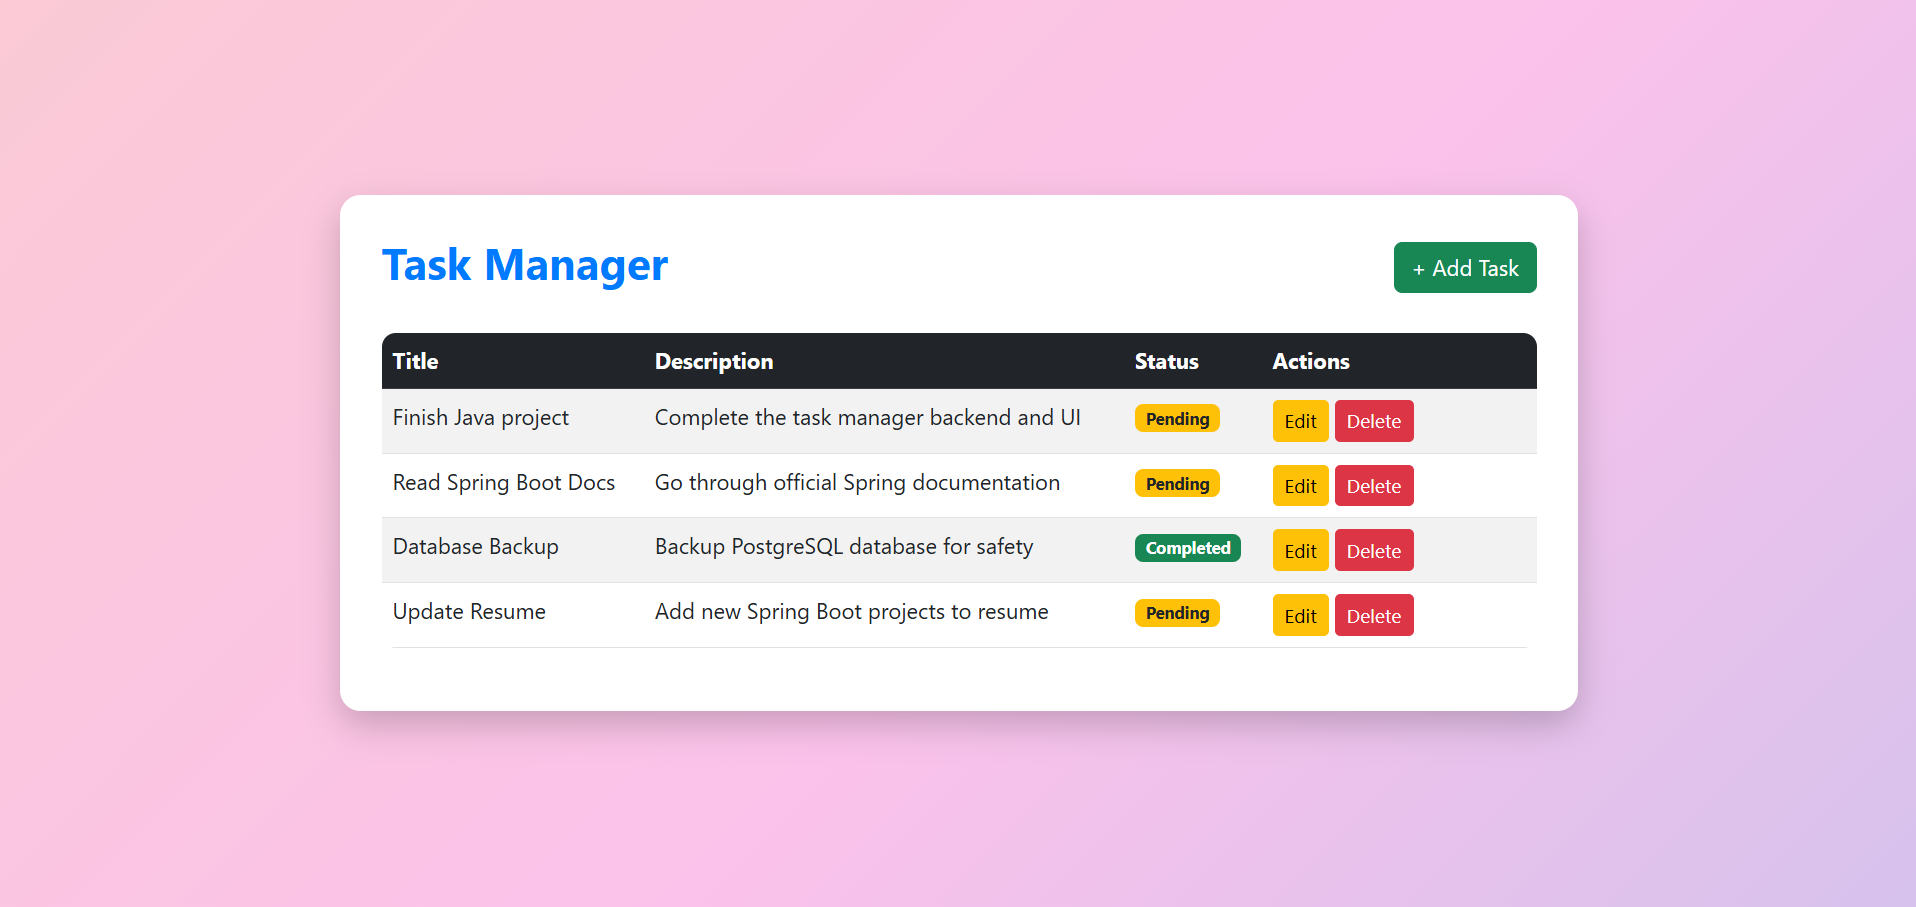 Task Manager
+ Add Task
Title Description Status Actions
Finish Java project Complete the task manager backend and UI Pending Edit Delete
Read Spring Boot Docs Go through official Spring documentation Pending Edit Delete
Database Backup Backup PostgreSQL database for safety Completed Edit Delete
Update Resume Add new Spring Boot projects to resume Pending Edit Delete